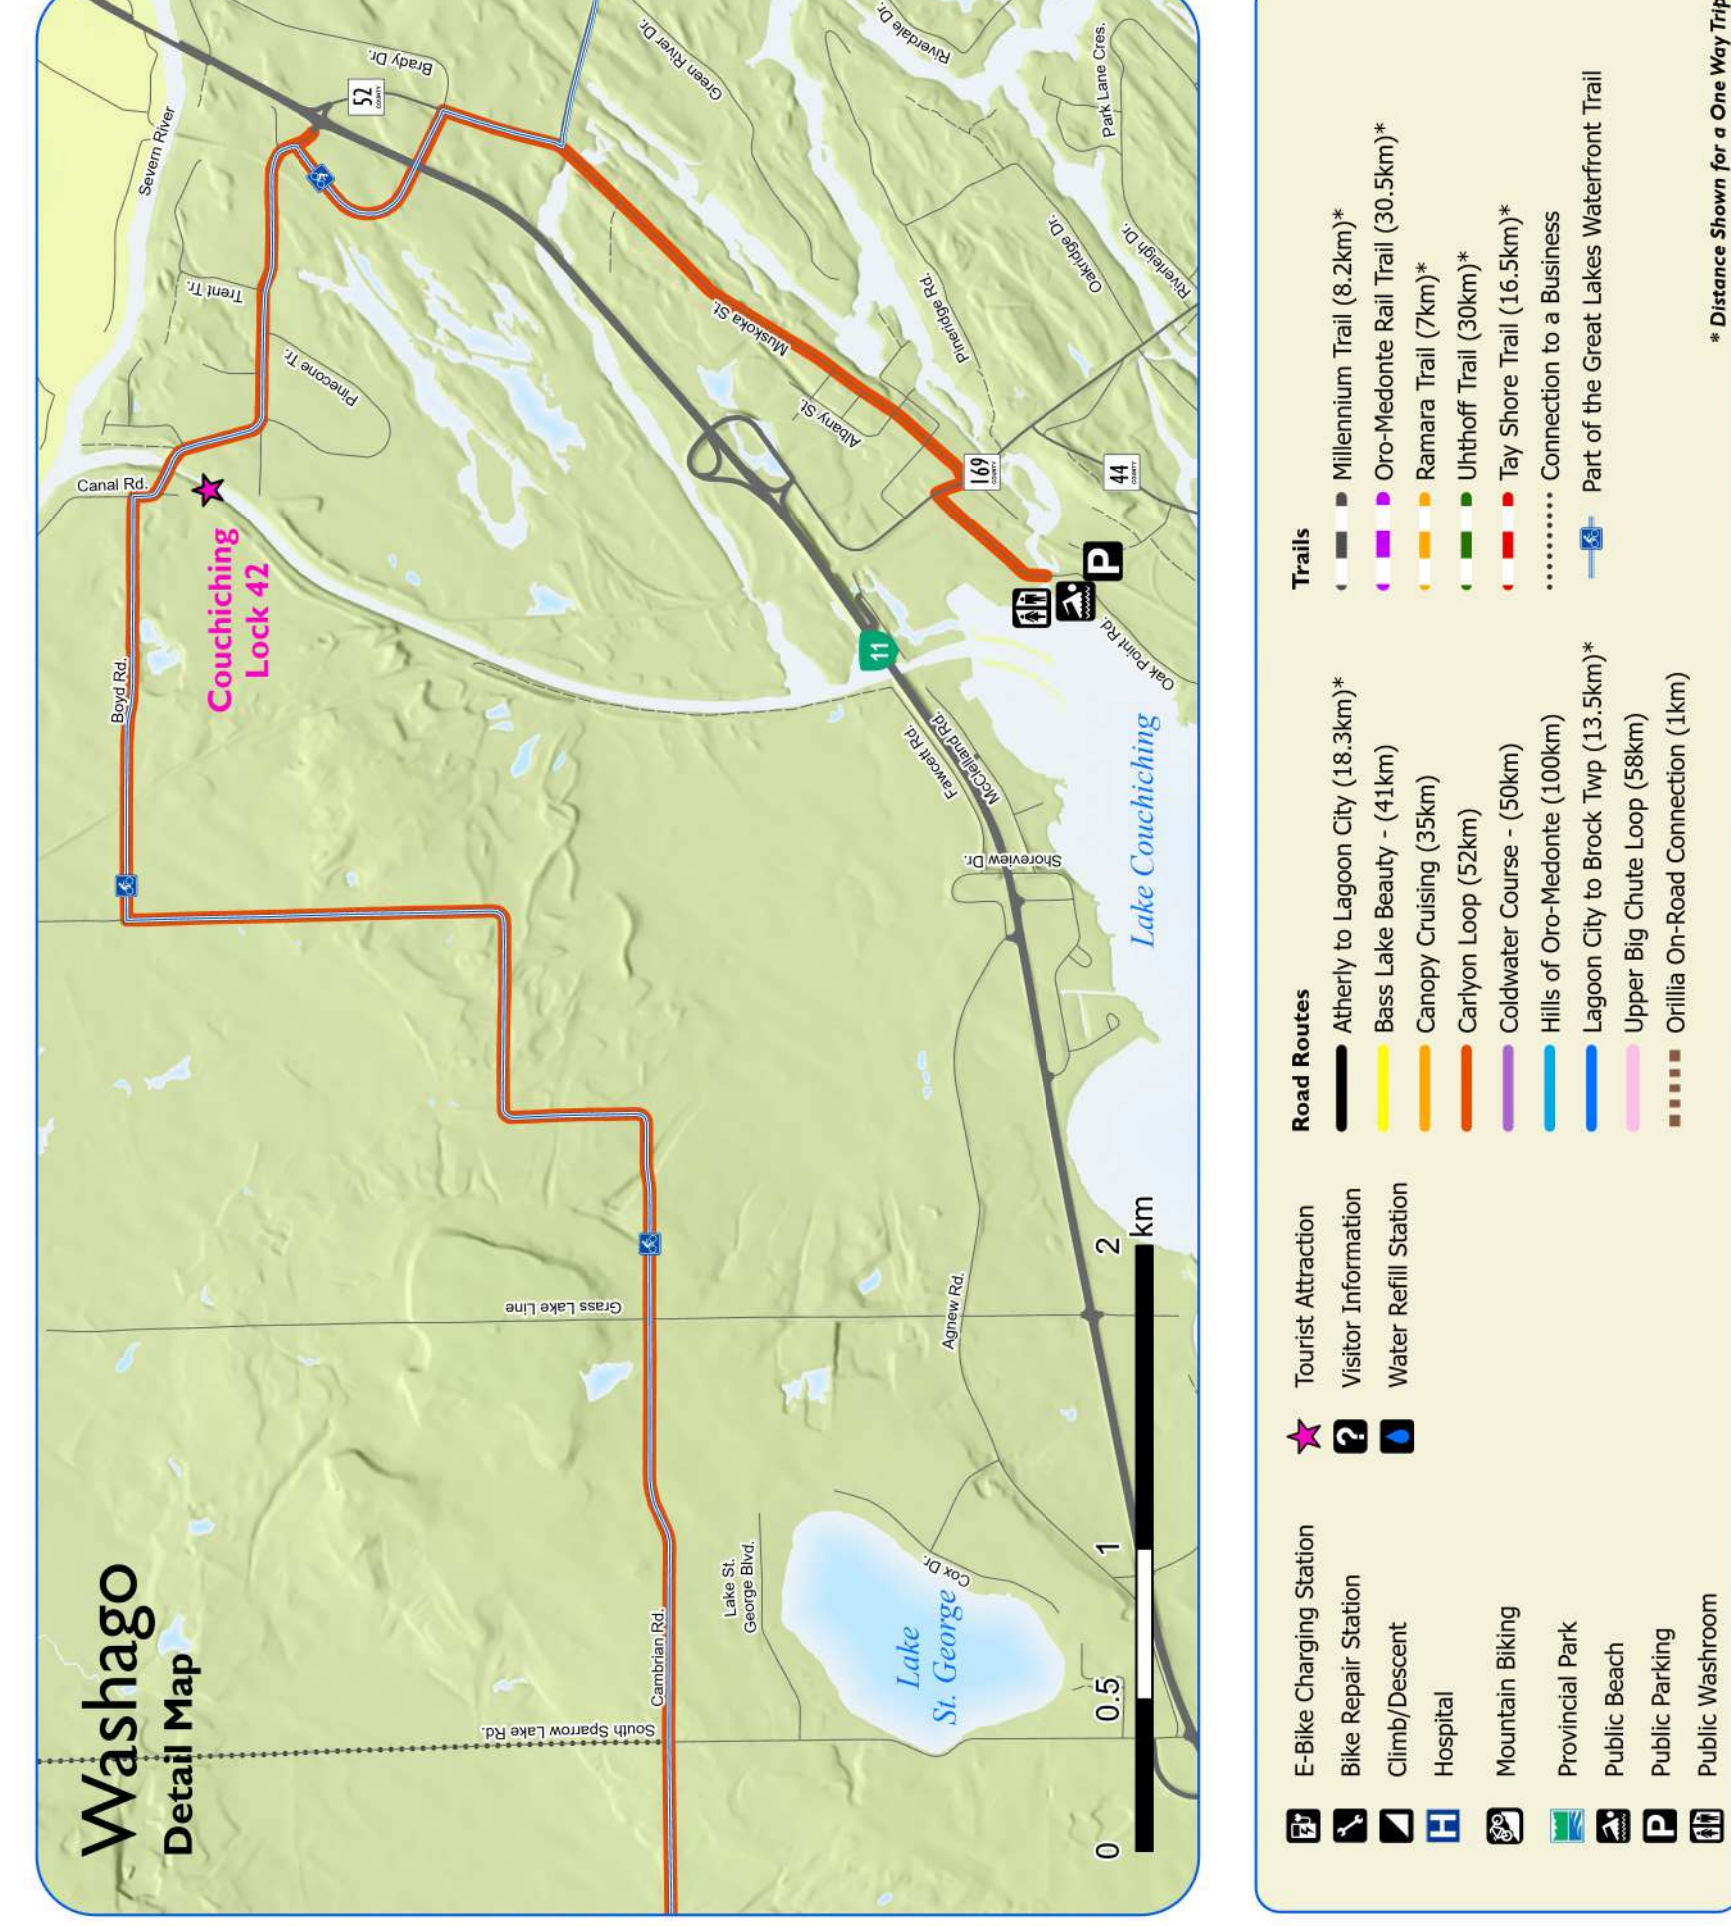 Washago
Detail Map
Severn River
Brady Dr.
52
COUNTY
Green River Dr.
Riverdale Dr.
Park Lane Cres.
Trent Tr.
Pinecone Tr.
Canal Rd.
Couchiching
Lock 42
Boyd Rd.
Muskoka St.
Albany St.
Pineridge Rd.
Oakridge Dr.
Riverleigh Dr.
169
COUNTY
44
COUNTY
P
Oak Point Rd.
11
Fawcett Rd.
McClelland Rd.
Shoreview Dr.
Lake Couchiching
Grass Lake Line
Agnew Rd.
South Sparrow Lake Rd.
Cambrian Rd.
Lake St.
George Blvd.
Cox Dr.
Lake
St. George
0
0.5
1
2
km
E-Bike Charging Station
Bike Repair Station
Climb/Descent
H
Hospital
Mountain Biking
Provincial Park
Public Beach
P
Public Parking
Public Washroom
Tourist Attraction
?
Visitor Information
Water Refill Station
Road Routes
Atherly to Lagoon City (18.3km)*
Bass Lake Beauty - (41km)
Canopy Cruising (35km)
Carlyon Loop (52km)
Coldwater Course - (50km)
Hills of Oro-Medonte (100km)
Lagoon City to Brock Twp (13.5km)*
Upper Big Chute Loop (58km)
Orillia On-Road Connection (1km)
Trails
Millennium Trail (8.2km)*
Oro-Medonte Rail Trail (30.5km)*
Ramara Trail (7km)*
Uhthoff Trail (30km)*
Tay Shore Trail (16.5km)*
Connection to a Business
Part of the Great Lakes Waterfront Trail
* Distance Shown for a One Way Trip